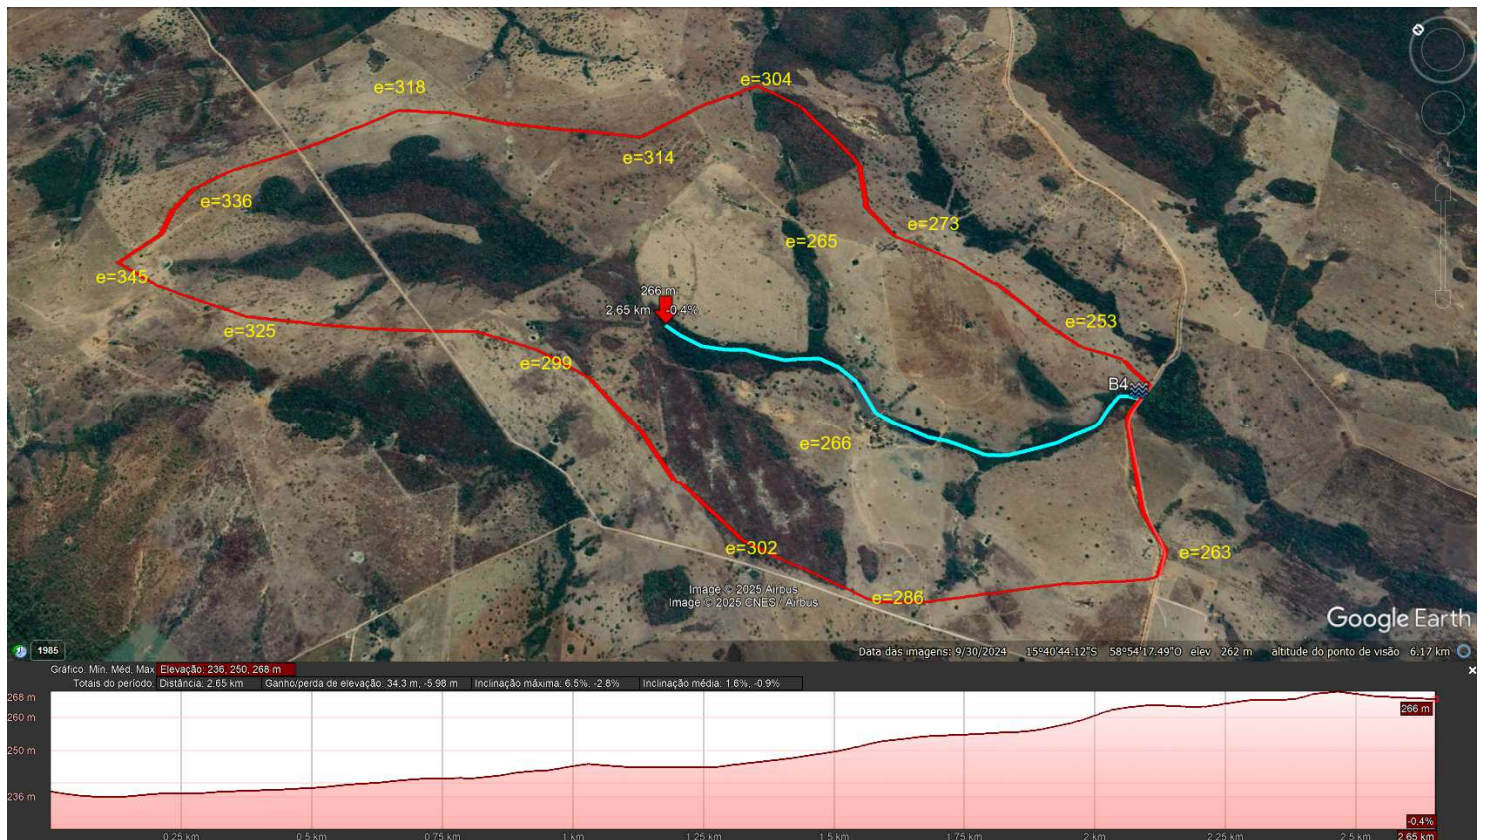 e=318
e=304
e=314
e=336
e=273
e=265
e=345
266 m
2.65 km
-0.4%
e=325
e=253
e=299
B4
e=266
e=302
e=263
Image © 2025 Airbus
Image © 2025 CNES / Airbus
e=286
Google Earth
1985
Data das imagens: 9/30/2024 15°40'44.12"S 58°54'17.49"O elev 262 m altitude do ponto de visão 6.17 km
Gráfico. Mín. Méd, Max Elevação: 236, 250, 268 m
Totais do período: Distância: 2.65 km Ganho/perda de elevação: 34.3 m, -5.98 m Inclinação máxima: 6.5%, -2.8% Inclinação média: 1.6%, -0.9%
268 m
260 m
266 m
250 m
236 m
-0.4%
0.25 km 0.5 km 0.75 km 1 km 1.25 km 1.5 km 1.75 km 2 km 2.25 km 2.5 km 2.65 km